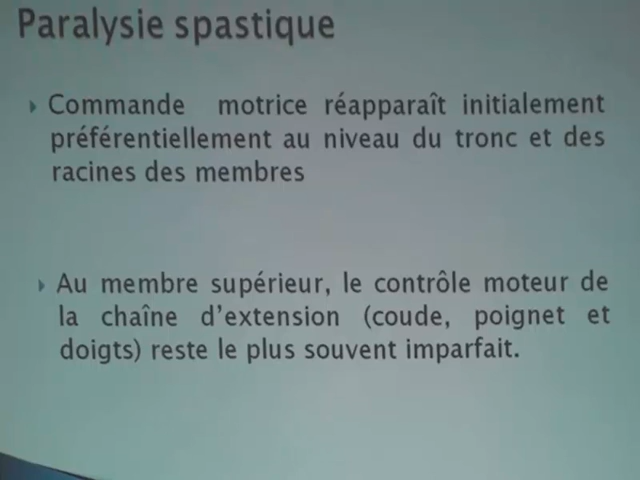 Paralysie spastique
Commande motrice réapparaît initialement
préférentiellement au niveau du tronc et des
racines des membres
Au membre supérieur, le contrôle moteur de
la chaîne d'extension (coude, poignet et
doigts) reste le plus souvent imparfait.